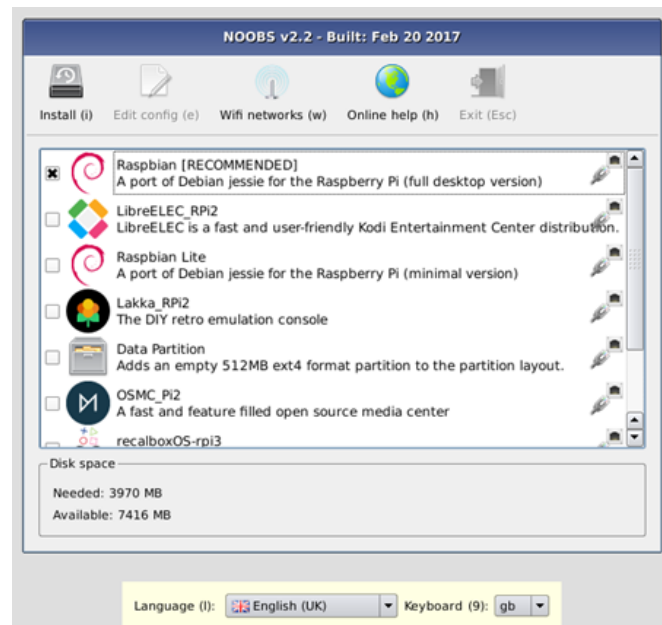 NOOBS v2.2 - Built: Feb 20 2017
Install (i) Edit config (e) Wifi networks (w) Online help (h) Exit (Esc)
Raspbian [RECOMMENDED]
A port of Debian jessie for the Raspberry Pi (full desktop version)
LibreELEC_RPi2
LibreELEC is a fast and user-friendly Kodi Entertainment Center distribution.
Raspbian Lite
A port of Debian jessie for the Raspberry Pi (minimal version)
Lakka_RPi2
The DIY retro emulation console
Data Partition
Adds an empty 512MB ext4 format partition to the partition layout.
OSMC_Pi2
A fast and feature filled open source media center
recalboxOS-rpi3
Disk space
Needed: 3970 MB
Available: 7416 MB
Language (l): English (UK) Keyboard (9): gb